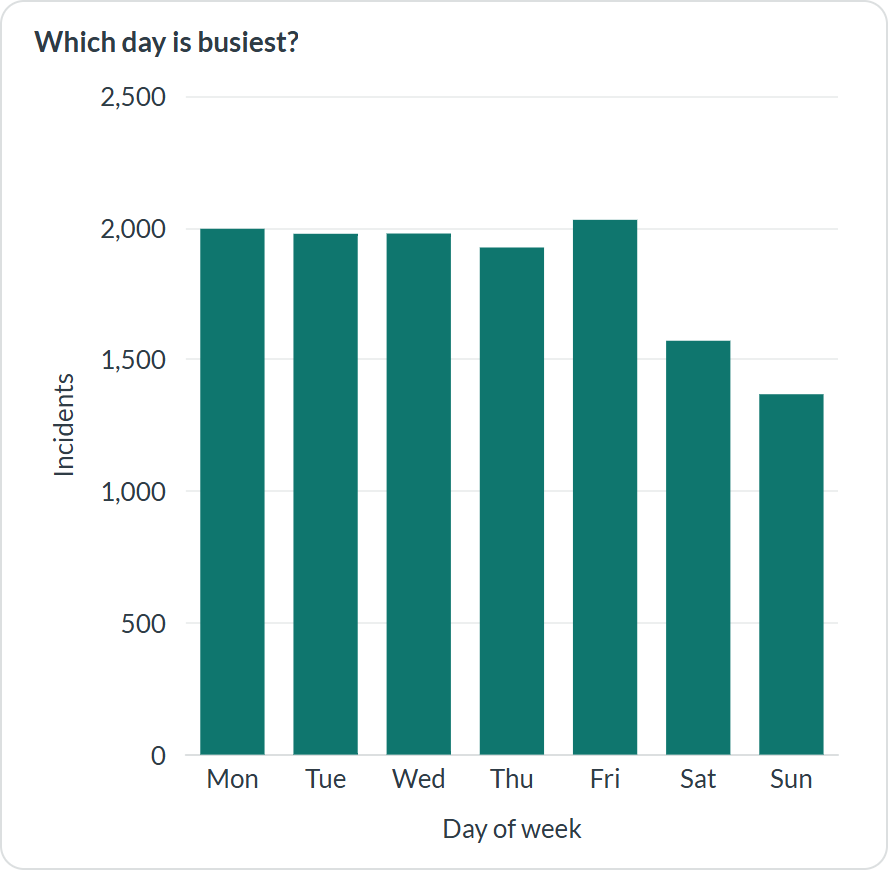 Which day is busiest?
2,500
2,000
1,500
1,000
500
0
Incidents
Mon Tue Wed Thu Fri Sat Sun
Day of week